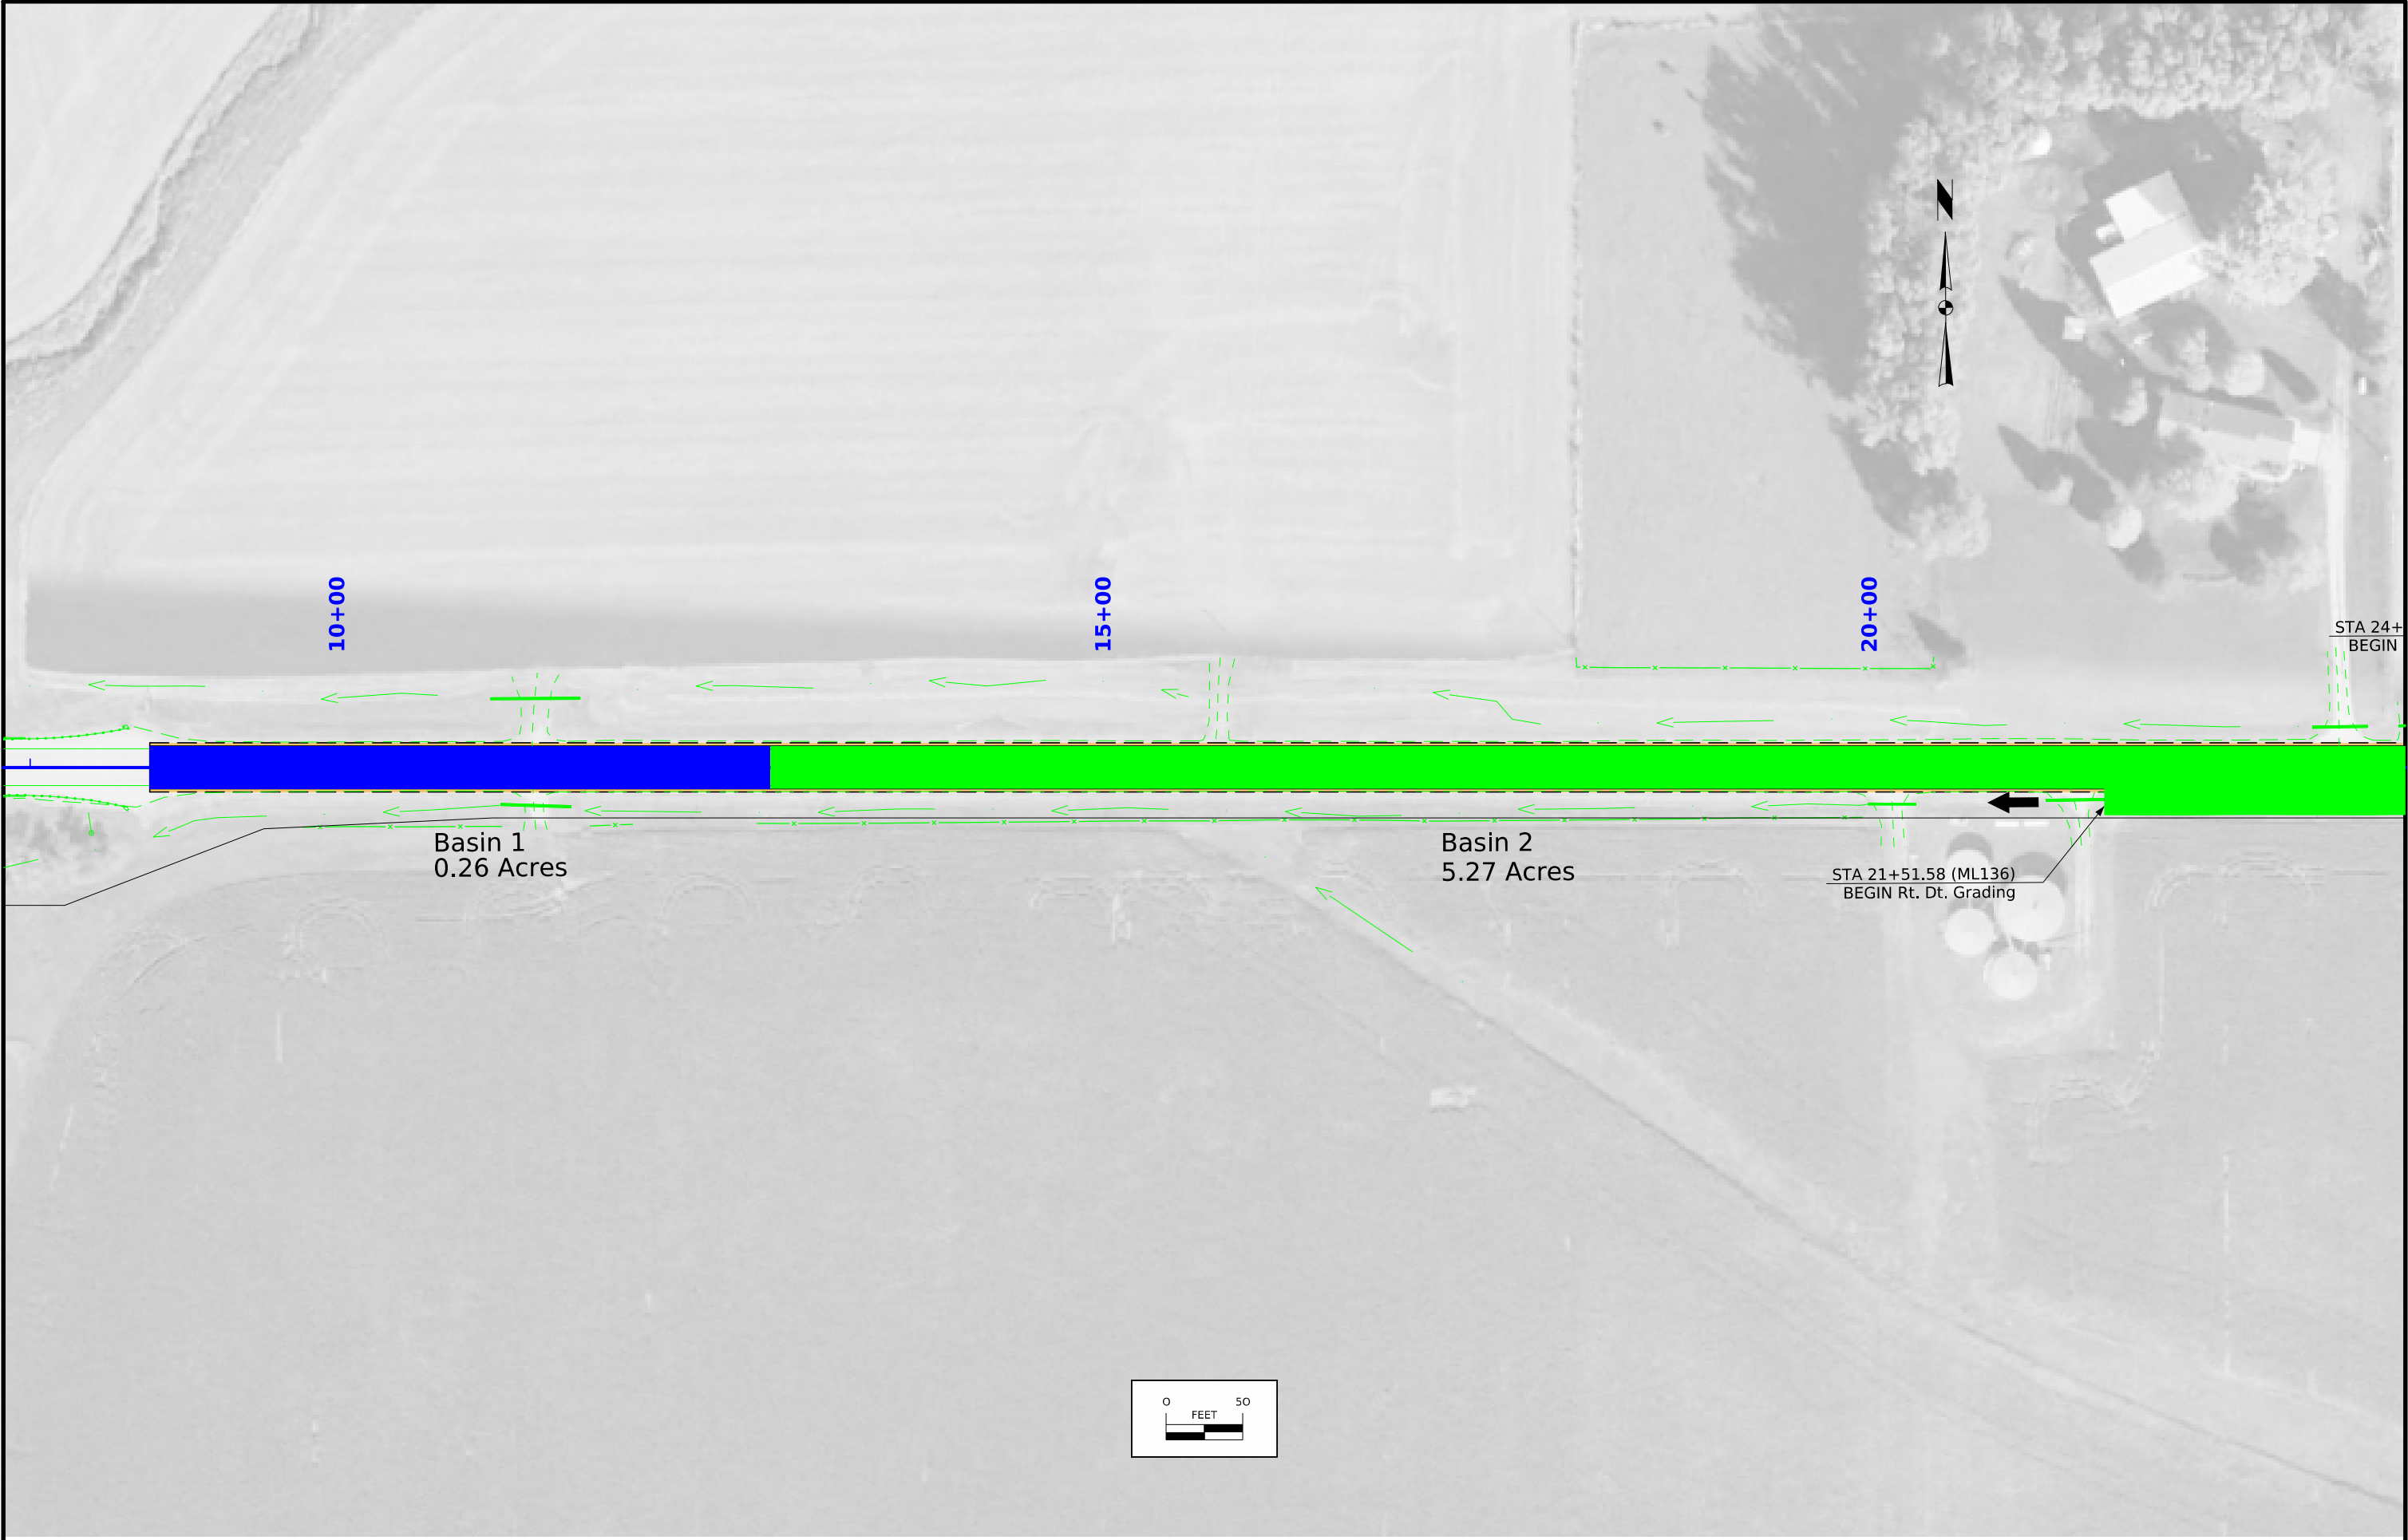 N
10+00
15+00
20+00
STA 24+
BEGIN
Basin 1
0.26 Acres
Basin 2
5.27 Acres
STA 21+51.58 (ML136)
BEGIN Rt. Dt. Grading
0 50
FEET